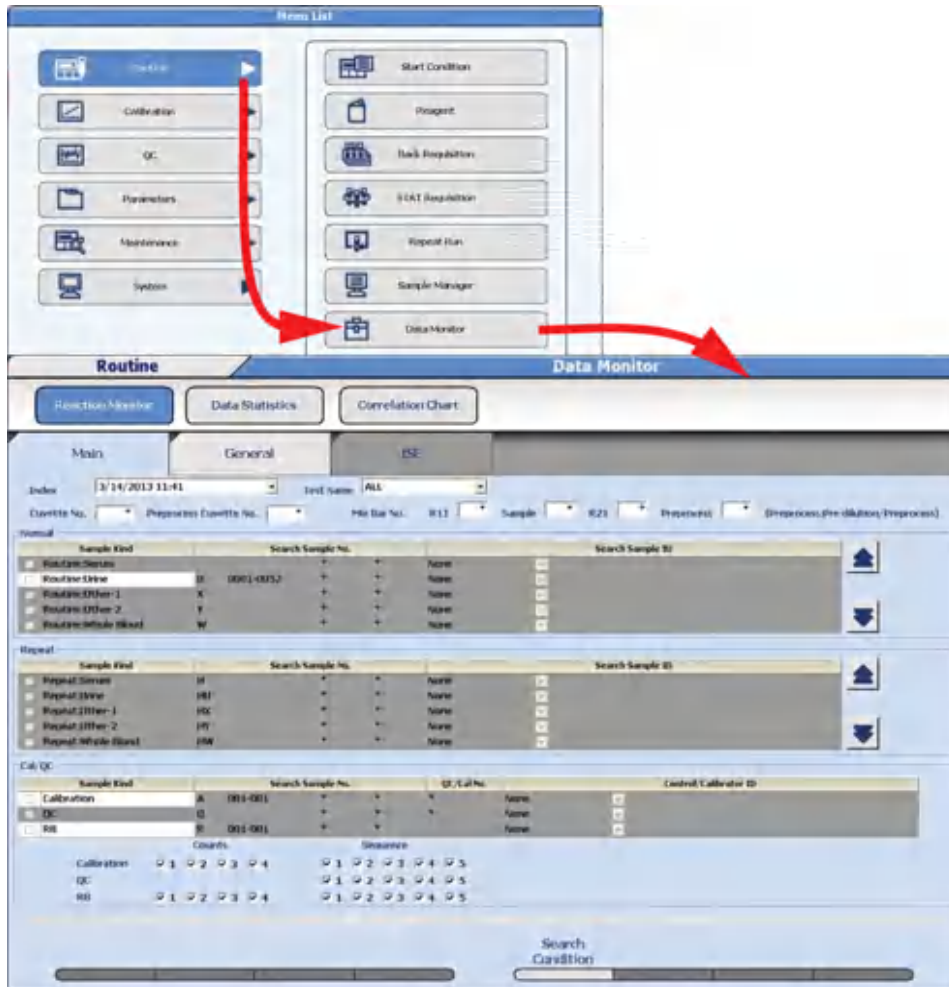 Menu List
Routine
Start Condition
Calibration
Reagent
QC
Rack Requisition
Parameters
STAT Requisition
Maintenance
Repeat Run
System
Sample Manager
Data Monitor
Routine Data Monitor
Reaction Monitor Data Statistics Correlation Chart
Main General ISE
Index 3/14/2013 11:41 Test Name ALL
Cuvette No. * Preprocess Cuvette No. * Mix Bar No. R12 * Sample * R21 * Preprocess * (Preprocess:Pre-dilution/Preprocess)
Normal
Sample Kind Search Sample No. Search Sample ID
Routine:Serum * * None
Routine:Urine U 0001-0052 * * None
Routine:Other-1 X * * None
Routine:Other-2 Y * * None
Routine:Whole Blood W * * None
Repeat
Sample Kind Search Sample No. Search Sample ID
Repeat:Serum H * * None
Repeat:Urine HU * * None
Repeat:Other-1 HX * * None
Repeat:Other-2 HY * * None
Repeat:Whole Blood HW * * None
Cal/QC
Sample Kind Search Sample No. QC/Cal No. Control/Calibrator ID
Calibration A 001-001 * * * None
QC Q * * * None
RB R 001-001 * * None
Counts Sequence
Calibration 1 2 3 4 1 2 3 4 5
QC 1 2 3 4 5
RB 1 2 3 4 1 2 3 4 5
Search
Condition